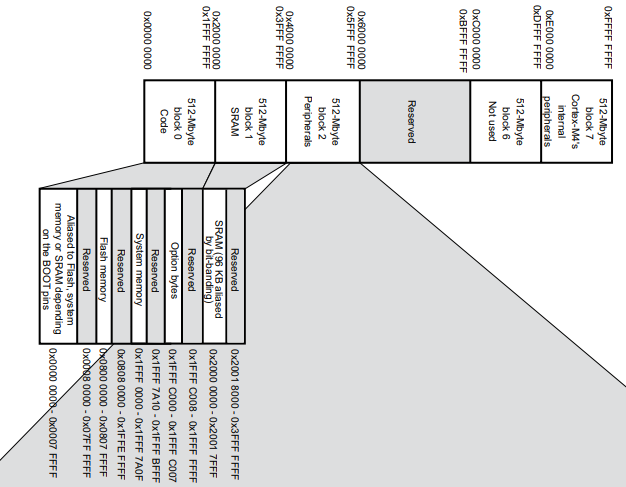 0xFFFF FFFF
512-Mbyte
block 7
Cortex-M4's
internal
peripherals
0xE000 0000
0xDFFF FFFF
512-Mbyte
block 6
Not used
0xC000 0000
0xBFFF FFFF
Reserved
0x6000 0000
0x5FFF FFFF
512-Mbyte
block 2
Peripherals
0x4000 0000
0x3FFF FFFF
512-Mbyte
block 1
SRAM
0x2000 0000
0x1FFF FFFF
512-Mbyte
block 0
Code
0x0000 0000
Reserved
0x2001 8000 - 0x3FFF FFFF
SRAM (96 KB aliased
by bit-banding)
0x2000 0000 - 0x2001 7FFF
Reserved
0x1FFF C008 - 0x1FFF FFFF
Option bytes
0x1FFF C000 - 0x1FFF C007
Reserved
0x1FFF 7A10 - 0x1FFF BFFF
System memory
0x1FFF 0000 - 0x1FFF 7A0F
Reserved
0x0808 0000 - 0x1FFE FFFF
Flash memory
0x0800 0000 - 0x0807 FFFF
Reserved
0x0008 0000 - 0x07FF FFFF
Aliased to Flash, system
memory or SRAM depending
on the BOOT pins
0x0000 0000 - 0x0007 FFFF